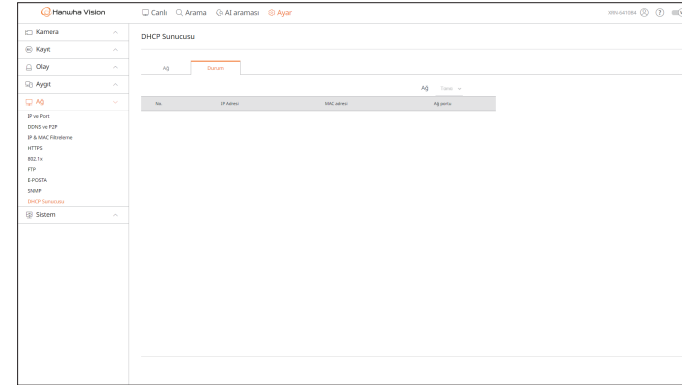 Hanwha Vision
Canlı Arama AI araması Ayar
Kamera
Kayıt
Olay
Aygıt
Ağ
IP ve Port
DDNS ve P2P
IP & MAC Filtreleme
HTTPS
802.1x
FTP
E-POSTA
SNMP
DHCP Sunucusu
Sistem
DHCP Sunucusu
Ağ Durum
Ağ
No. IP Adresi MAC adresi Ağ portu